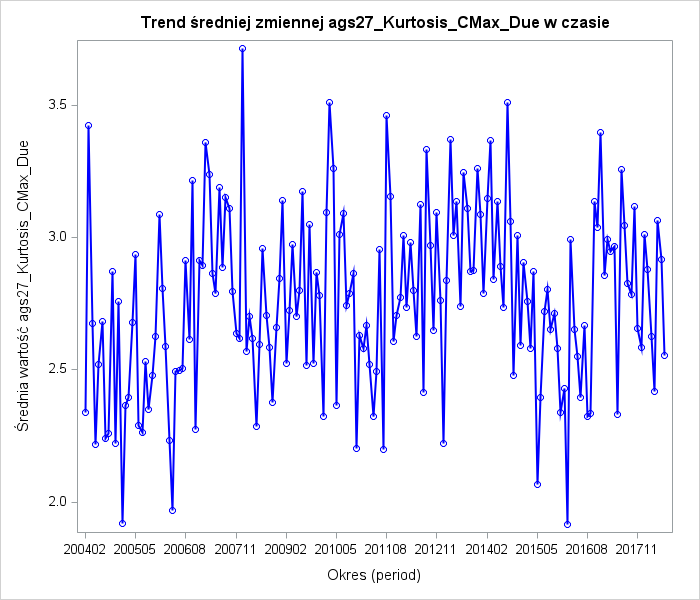 Trend średniej zmiennej ags27_Kurtosis_CMax_Due w czasie
Średnia wartość ags27_Kurtosis_CMax_Due
3.5
3.0
2.5
2.0
200402 200505 200608 200711 200902 201005 201108 201211 201402 201505 201608 201711
Okres (period)